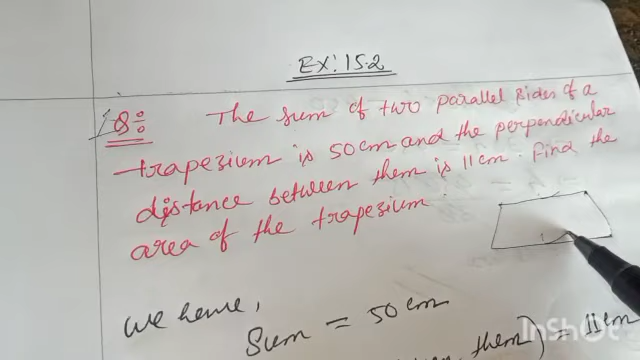 Ex: 15.2
Q: The sum of two parallel sides of a
trapezium is 50 cm and the perpendicular
distance between them is 11 cm. Find the
area of the trapezium.
we have,
Sum = 50 cm
them) = 11 cm
InShOt